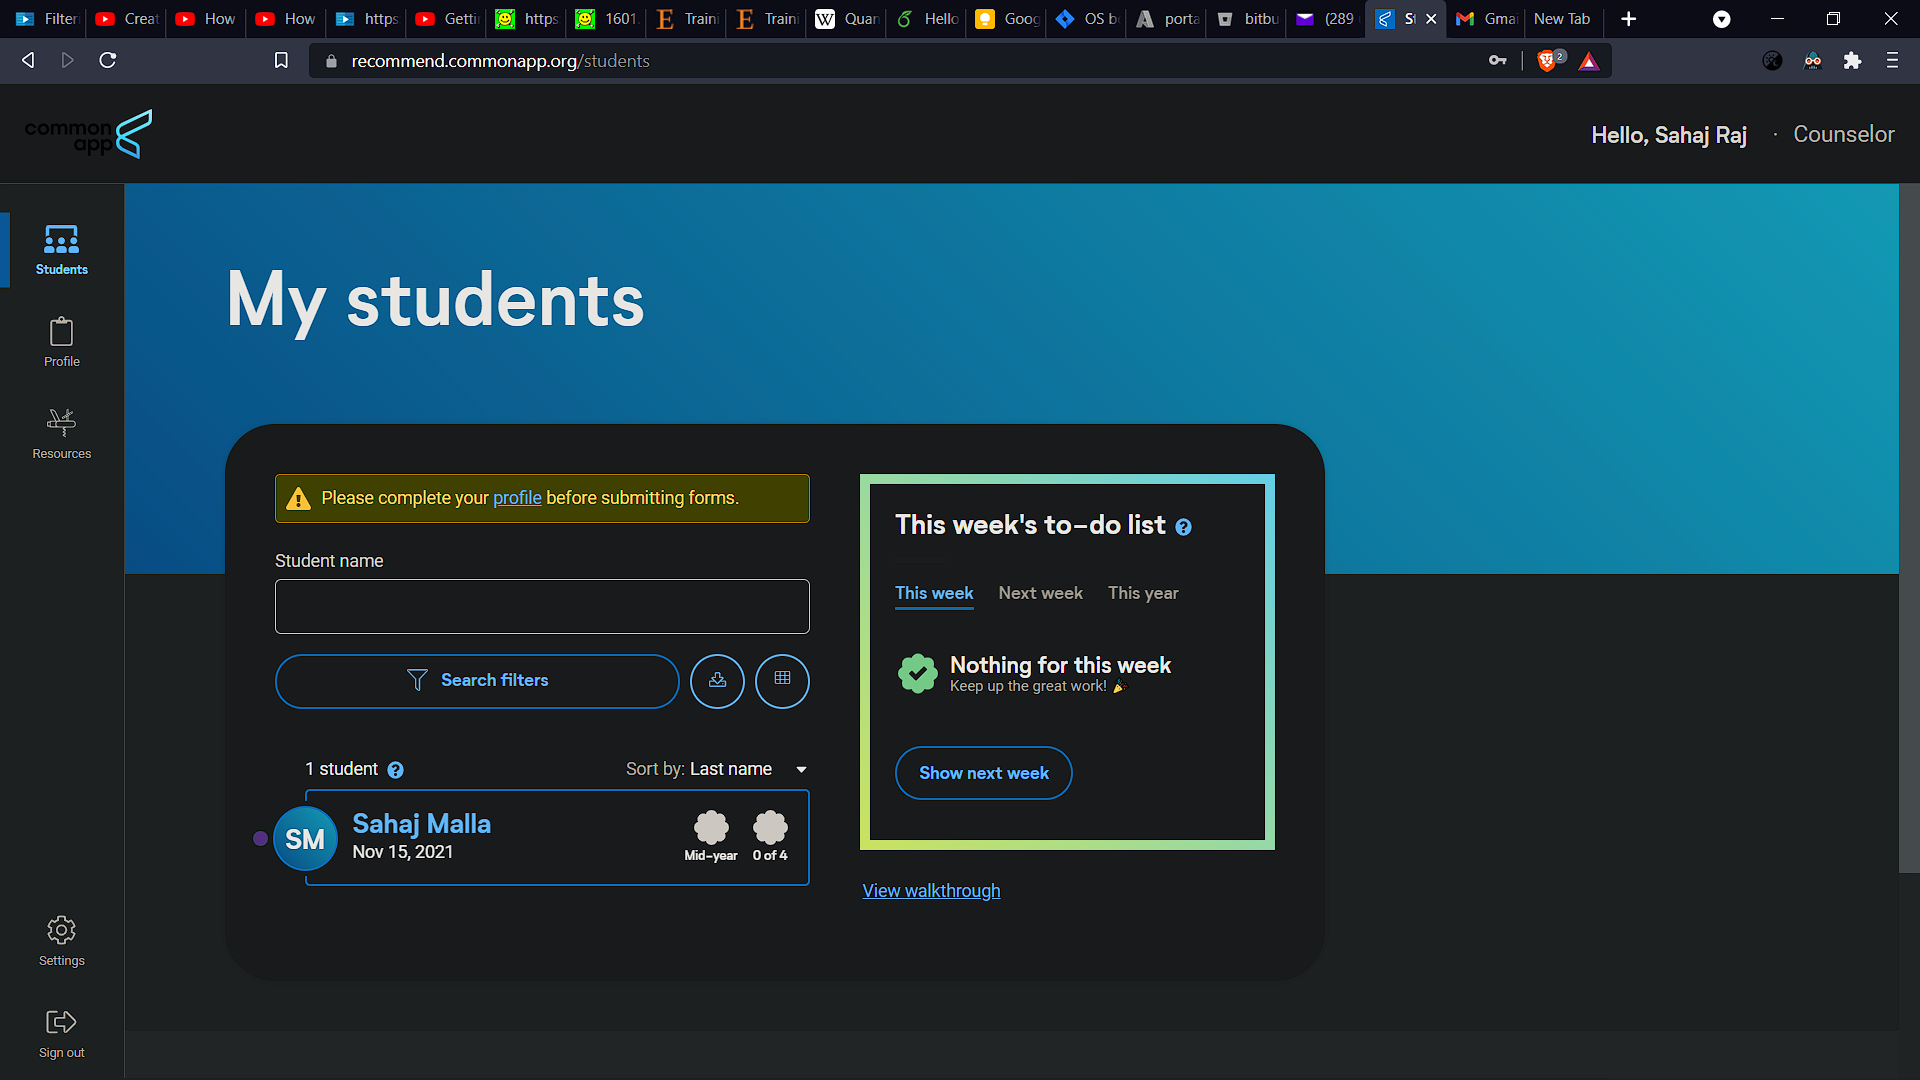 Filteri
Creat
How
How
https
Gettir
https:
1601.
Traini
Traini
Quan
Hello
Goog
OS bo
porta
bitbu
(289
St
Gmai
New Tab
recommend.commonapp.org/students
2
common
app
Hello, Sahaj Raj · Counselor
Students
Profile
Resources
Settings
Sign out
My students
Please complete your profile before submitting forms.
Student name
Search filters
1 student ?
Sort by: Last name
SM
Sahaj Malla
Nov 15, 2021
Mid-year
0 of 4
This week's to-do list ?
This week Next week This year
Nothing for this week
Keep up the great work!
Show next week
View walkthrough